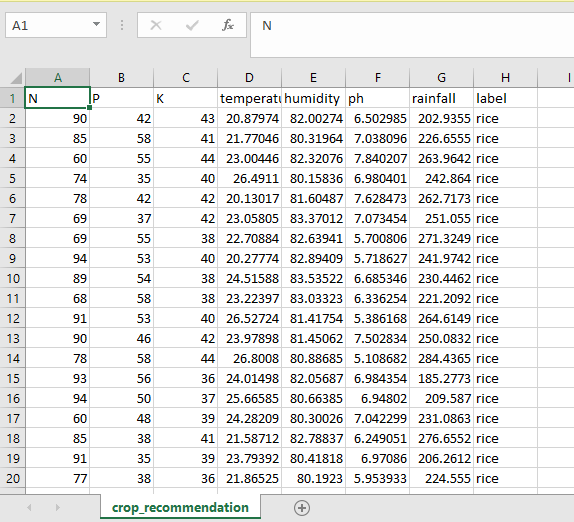 A1 fx N
A B C D E F G H I
1 N P K temperatu humidity ph rainfall label
2 90 42 43 20.87974 82.00274 6.502985 202.9355 rice
3 85 58 41 21.77046 80.31964 7.038096 226.6555 rice
4 60 55 44 23.00446 82.32076 7.840207 263.9642 rice
5 74 35 40 26.4911 80.15836 6.980401 242.864 rice
6 78 42 42 20.13017 81.60487 7.628473 262.7173 rice
7 69 37 42 23.05805 83.37012 7.073454 251.055 rice
8 69 55 38 22.70884 82.63941 5.700806 271.3249 rice
9 94 53 40 20.27774 82.89409 5.718627 241.9742 rice
10 89 54 38 24.51588 83.53522 6.685346 230.4462 rice
11 68 58 38 23.22397 83.03323 6.336254 221.2092 rice
12 91 53 40 26.52724 81.41754 5.386168 264.6149 rice
13 90 46 42 23.97898 81.45062 7.502834 250.0832 rice
14 78 58 44 26.8008 80.88685 5.108682 284.4365 rice
15 93 56 36 24.01498 82.05687 6.984354 185.2773 rice
16 94 50 37 25.66585 80.66385 6.94802 209.587 rice
17 60 48 39 24.28209 80.30026 7.042299 231.0863 rice
18 85 38 41 21.58712 82.78837 6.249051 276.6552 rice
19 91 35 39 23.79392 80.41818 6.97086 206.2612 rice
20 77 38 36 21.86525 80.1923 5.953933 224.555 rice
crop_recommendation